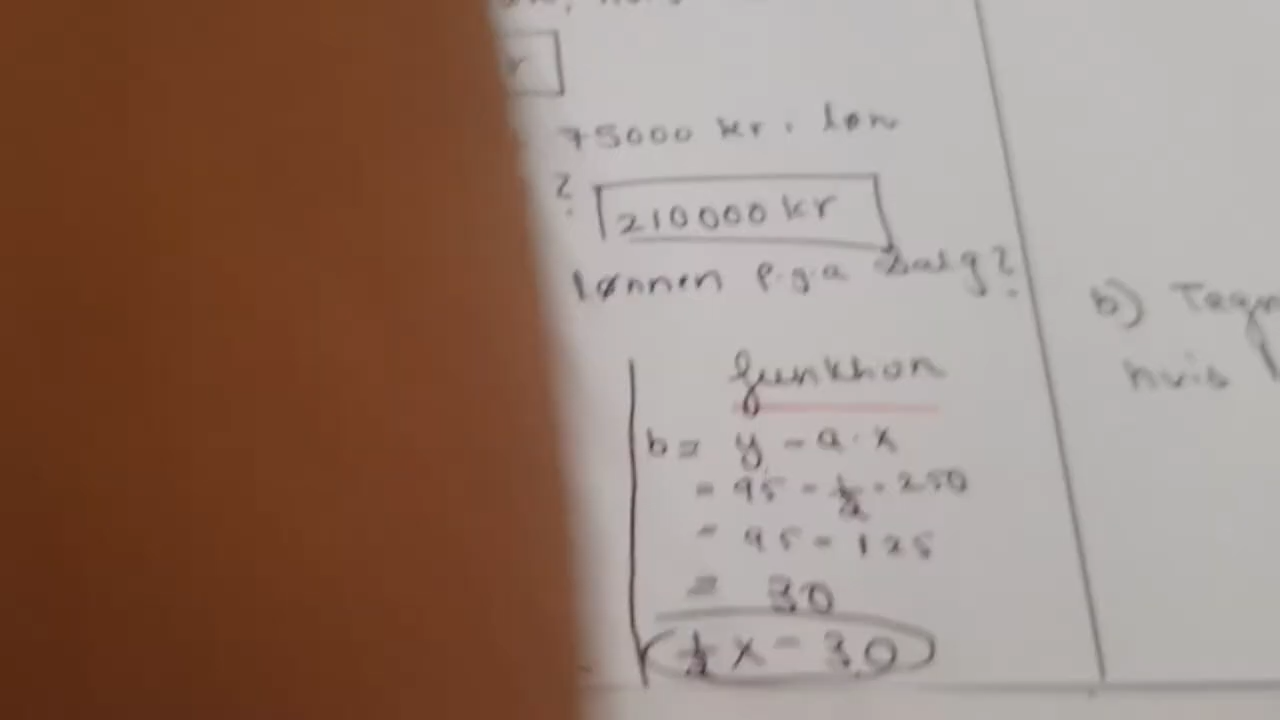 75000 kr. løn
?
210000 kr
lønnen p.g.a salg?
funktion
b = y - a · x
= 95 - 1/2 · 250
= 95 - 125
= 30
1/2 x - 30
b) Tegn
hvis